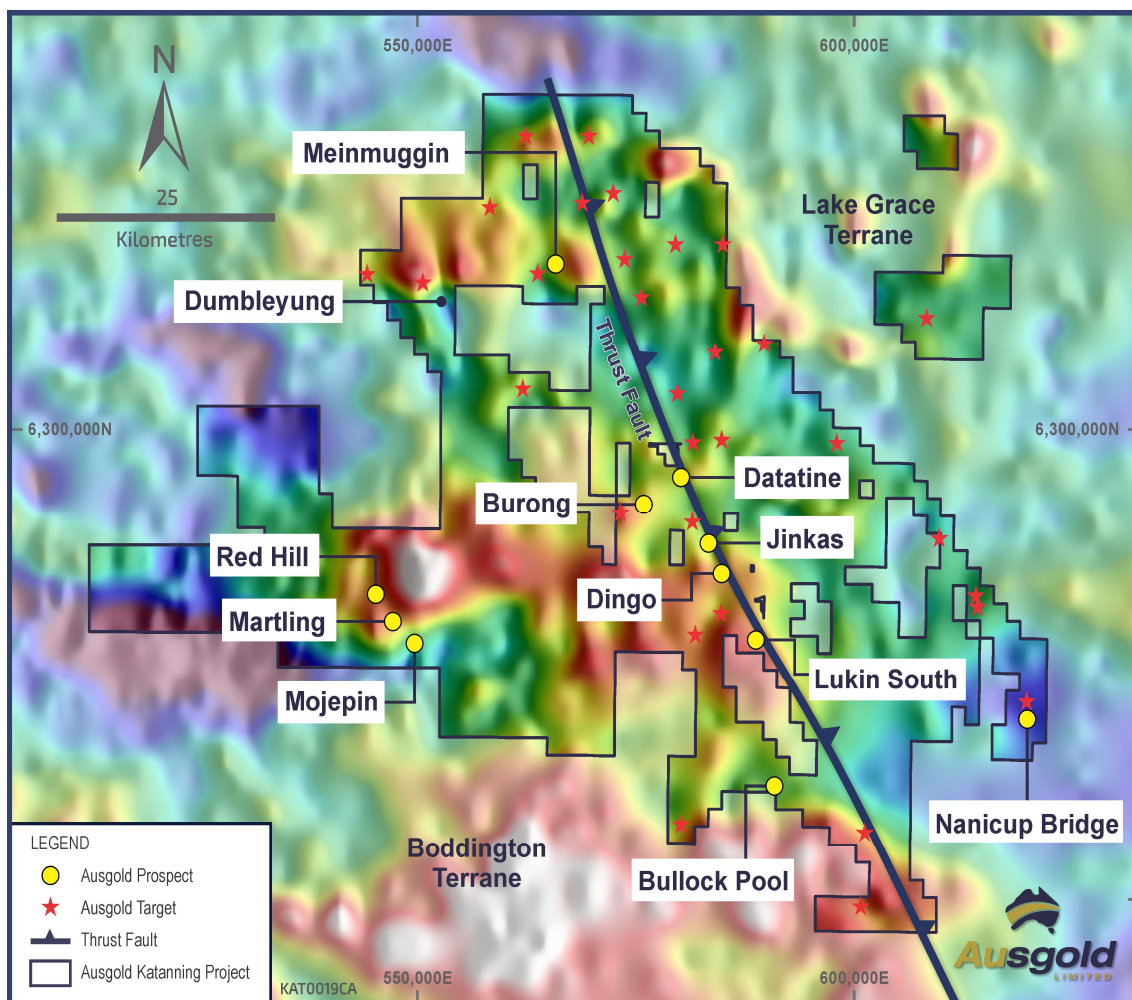 550,000E
600,000E
N
Meinmuggin
25
Kilometres
Lake Grace
Terrane
Dumbleyung
Thrust Fault
6,300,000N
6,300,000N
Datatine
Burong
Jinkas
Red Hill
Dingo
Martling
Lukin South
Mojepin
Nanicup Bridge
Boddington
Terrane
Bullock Pool
LEGEND
Ausgold Prospect
Ausgold Target
Thrust Fault
Ausgold Katanning Project
KAT0019CA
550,000E
600,000E
Ausgold
LIMITED